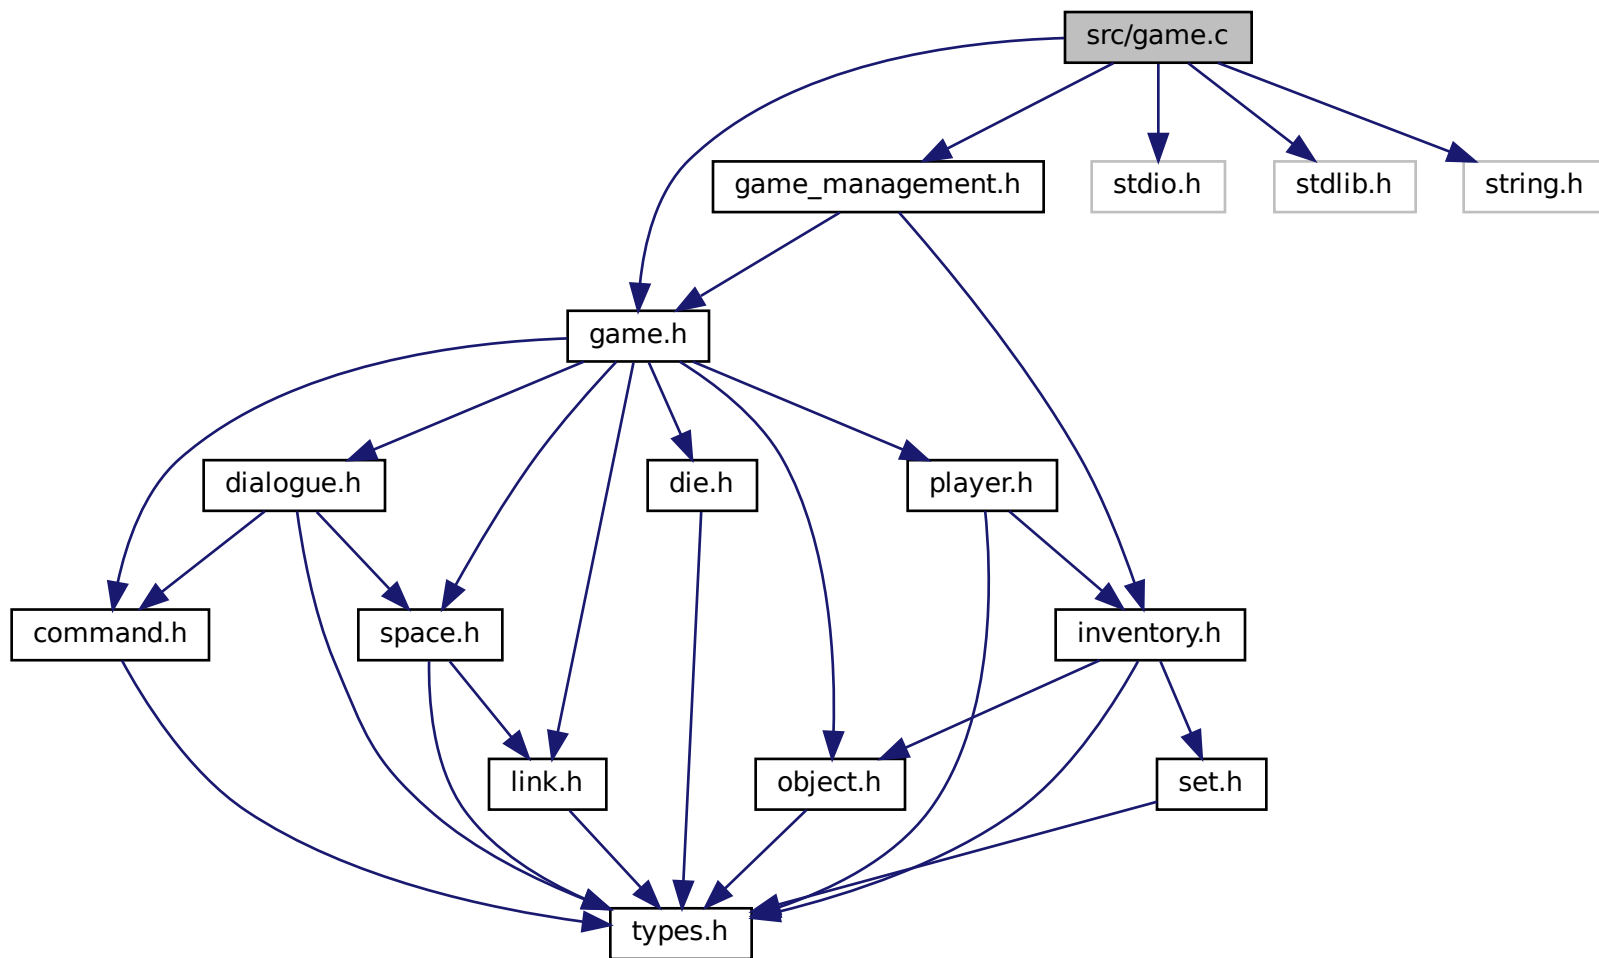 src/game.c
game_management.h
stdio.h
stdlib.h
string.h
game.h
dialogue.h
die.h
player.h
command.h
space.h
inventory.h
link.h
object.h
set.h
types.h